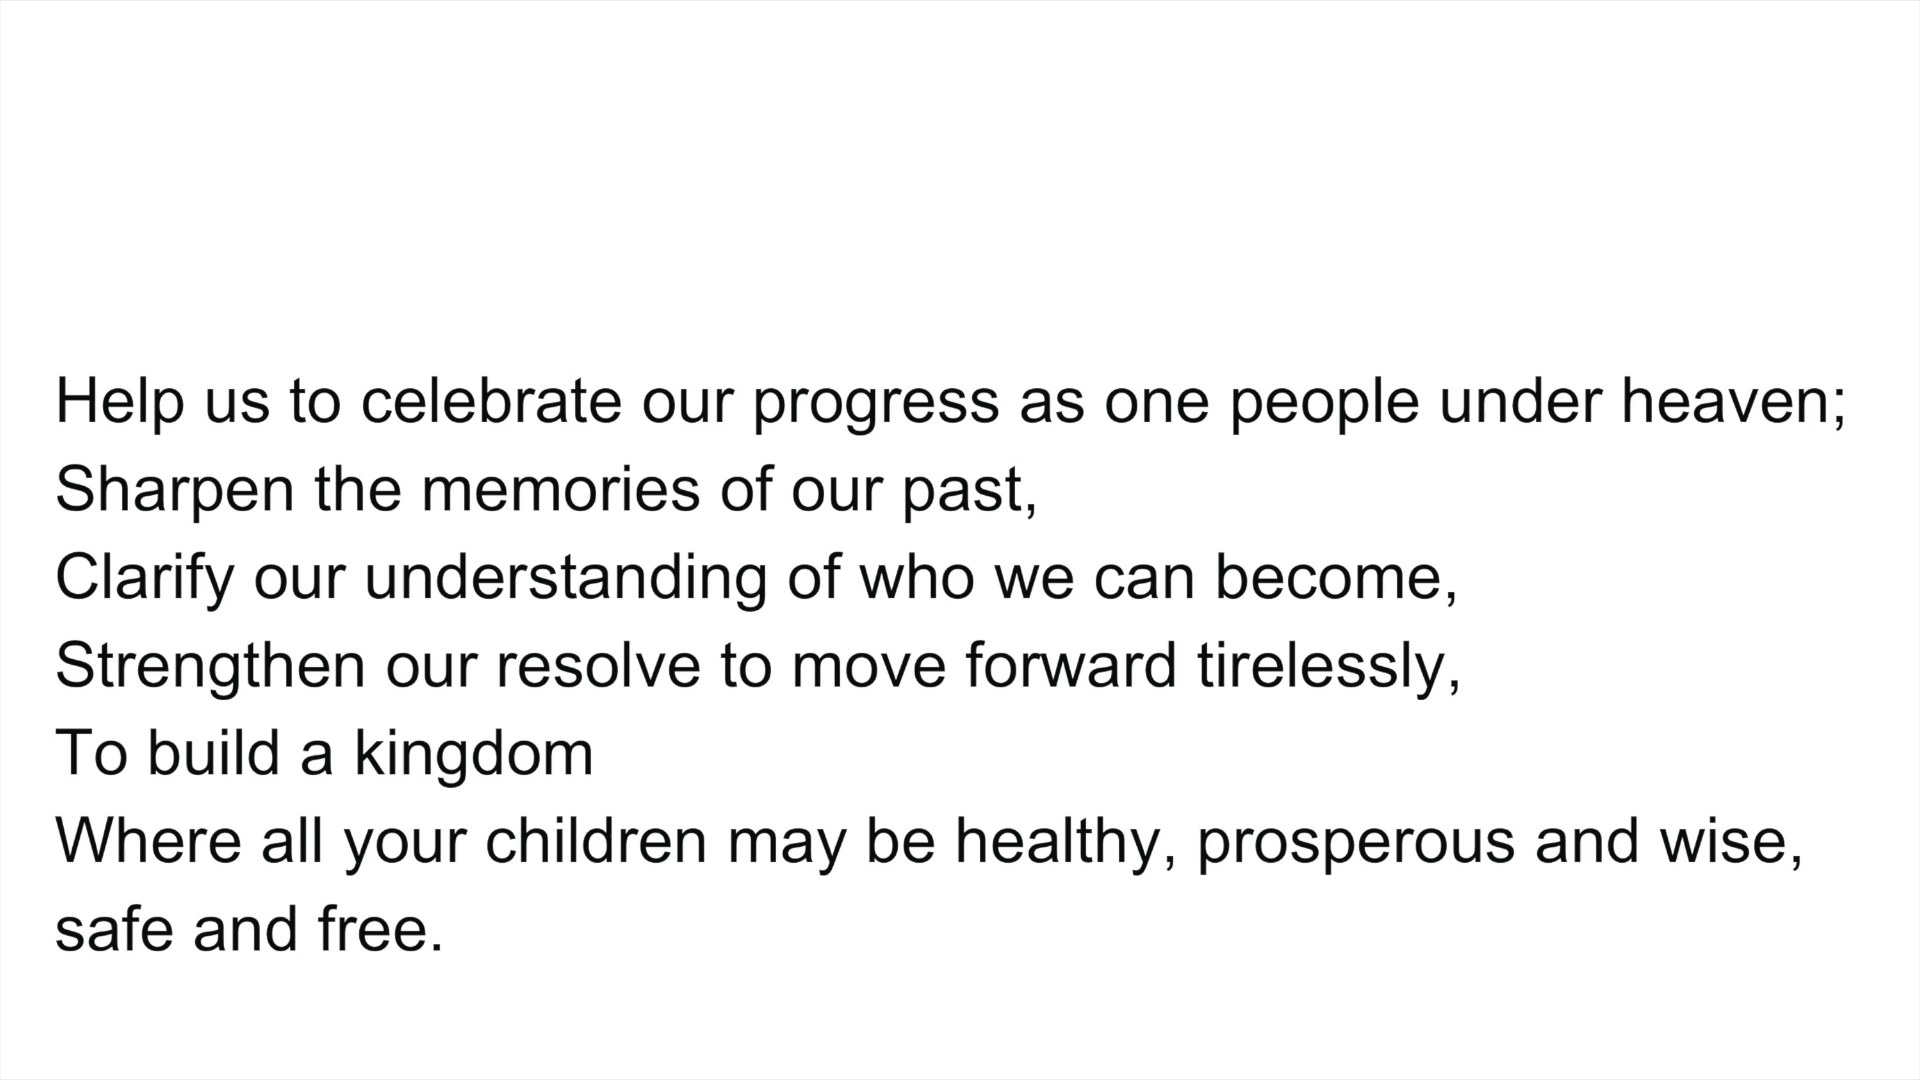 Help us to celebrate our progress as one people under heaven;
Sharpen the memories of our past,
Clarify our understanding of who we can become,
Strengthen our resolve to move forward tirelessly,
To build a kingdom
Where all your children may be healthy, prosperous and wise,
safe and free.